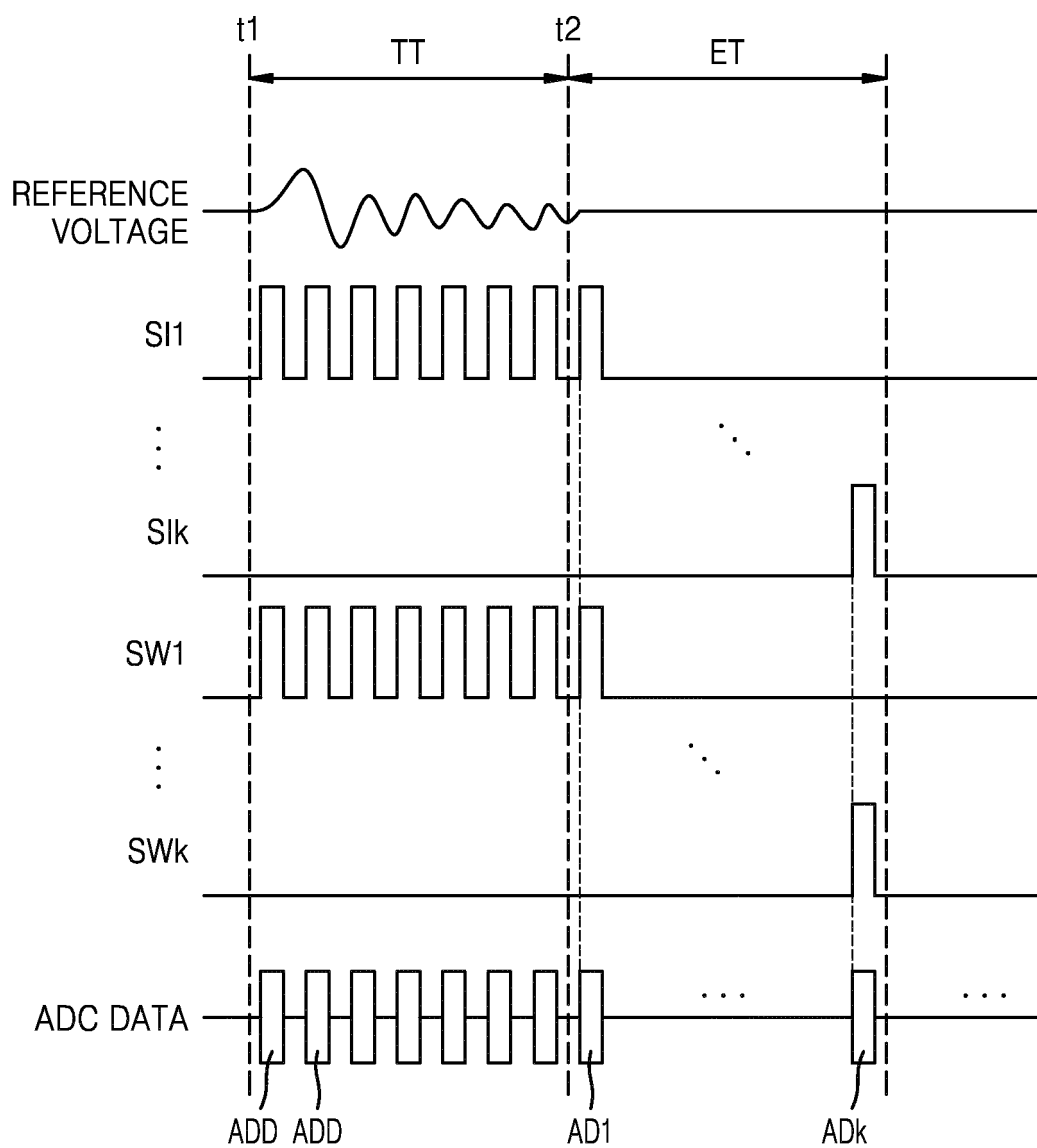 t1
t2
TT
ET
REFERENCE
VOLTAGE
SI1
SIk
SW1
SWk
ADC DATA
ADD
ADD
AD1
ADk